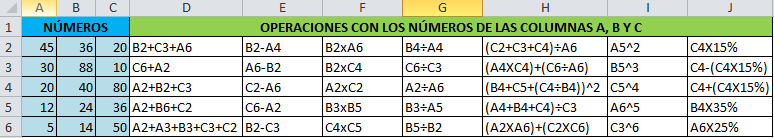 A B C D E F G H I J
1 NÚMEROS OPERACIONES CON LOS NÚMEROS DE LAS COLUMNAS A, B Y C
2 45 36 20 B2+C3+A6 B2-A4 B2xA6 B4÷A4 (C2+C3+C4)÷A6 A5^2 C4X15%
3 30 88 10 C6+A2 A6-B2 B2xC4 C6÷C3 (A4XC4)+(C6÷A6) B5^3 C4-(C4X15%)
4 20 40 80 A2+B2+C3 C2-A6 A2xC2 A2÷A6 (B4+C5+(C4÷B4))^2 C5^4 C4+(C4X15%)
5 12 24 36 A2+B6+C2 C6-A2 B3xB5 B3÷A5 (A4+B4+C4)÷C3 A6^5 B4X35%
6 5 14 50 A2+A3+B3+C3+C2 B2-C3 C4xC5 B5÷B2 (A2XA6)+(C2XC6) C3^6 A6X25%